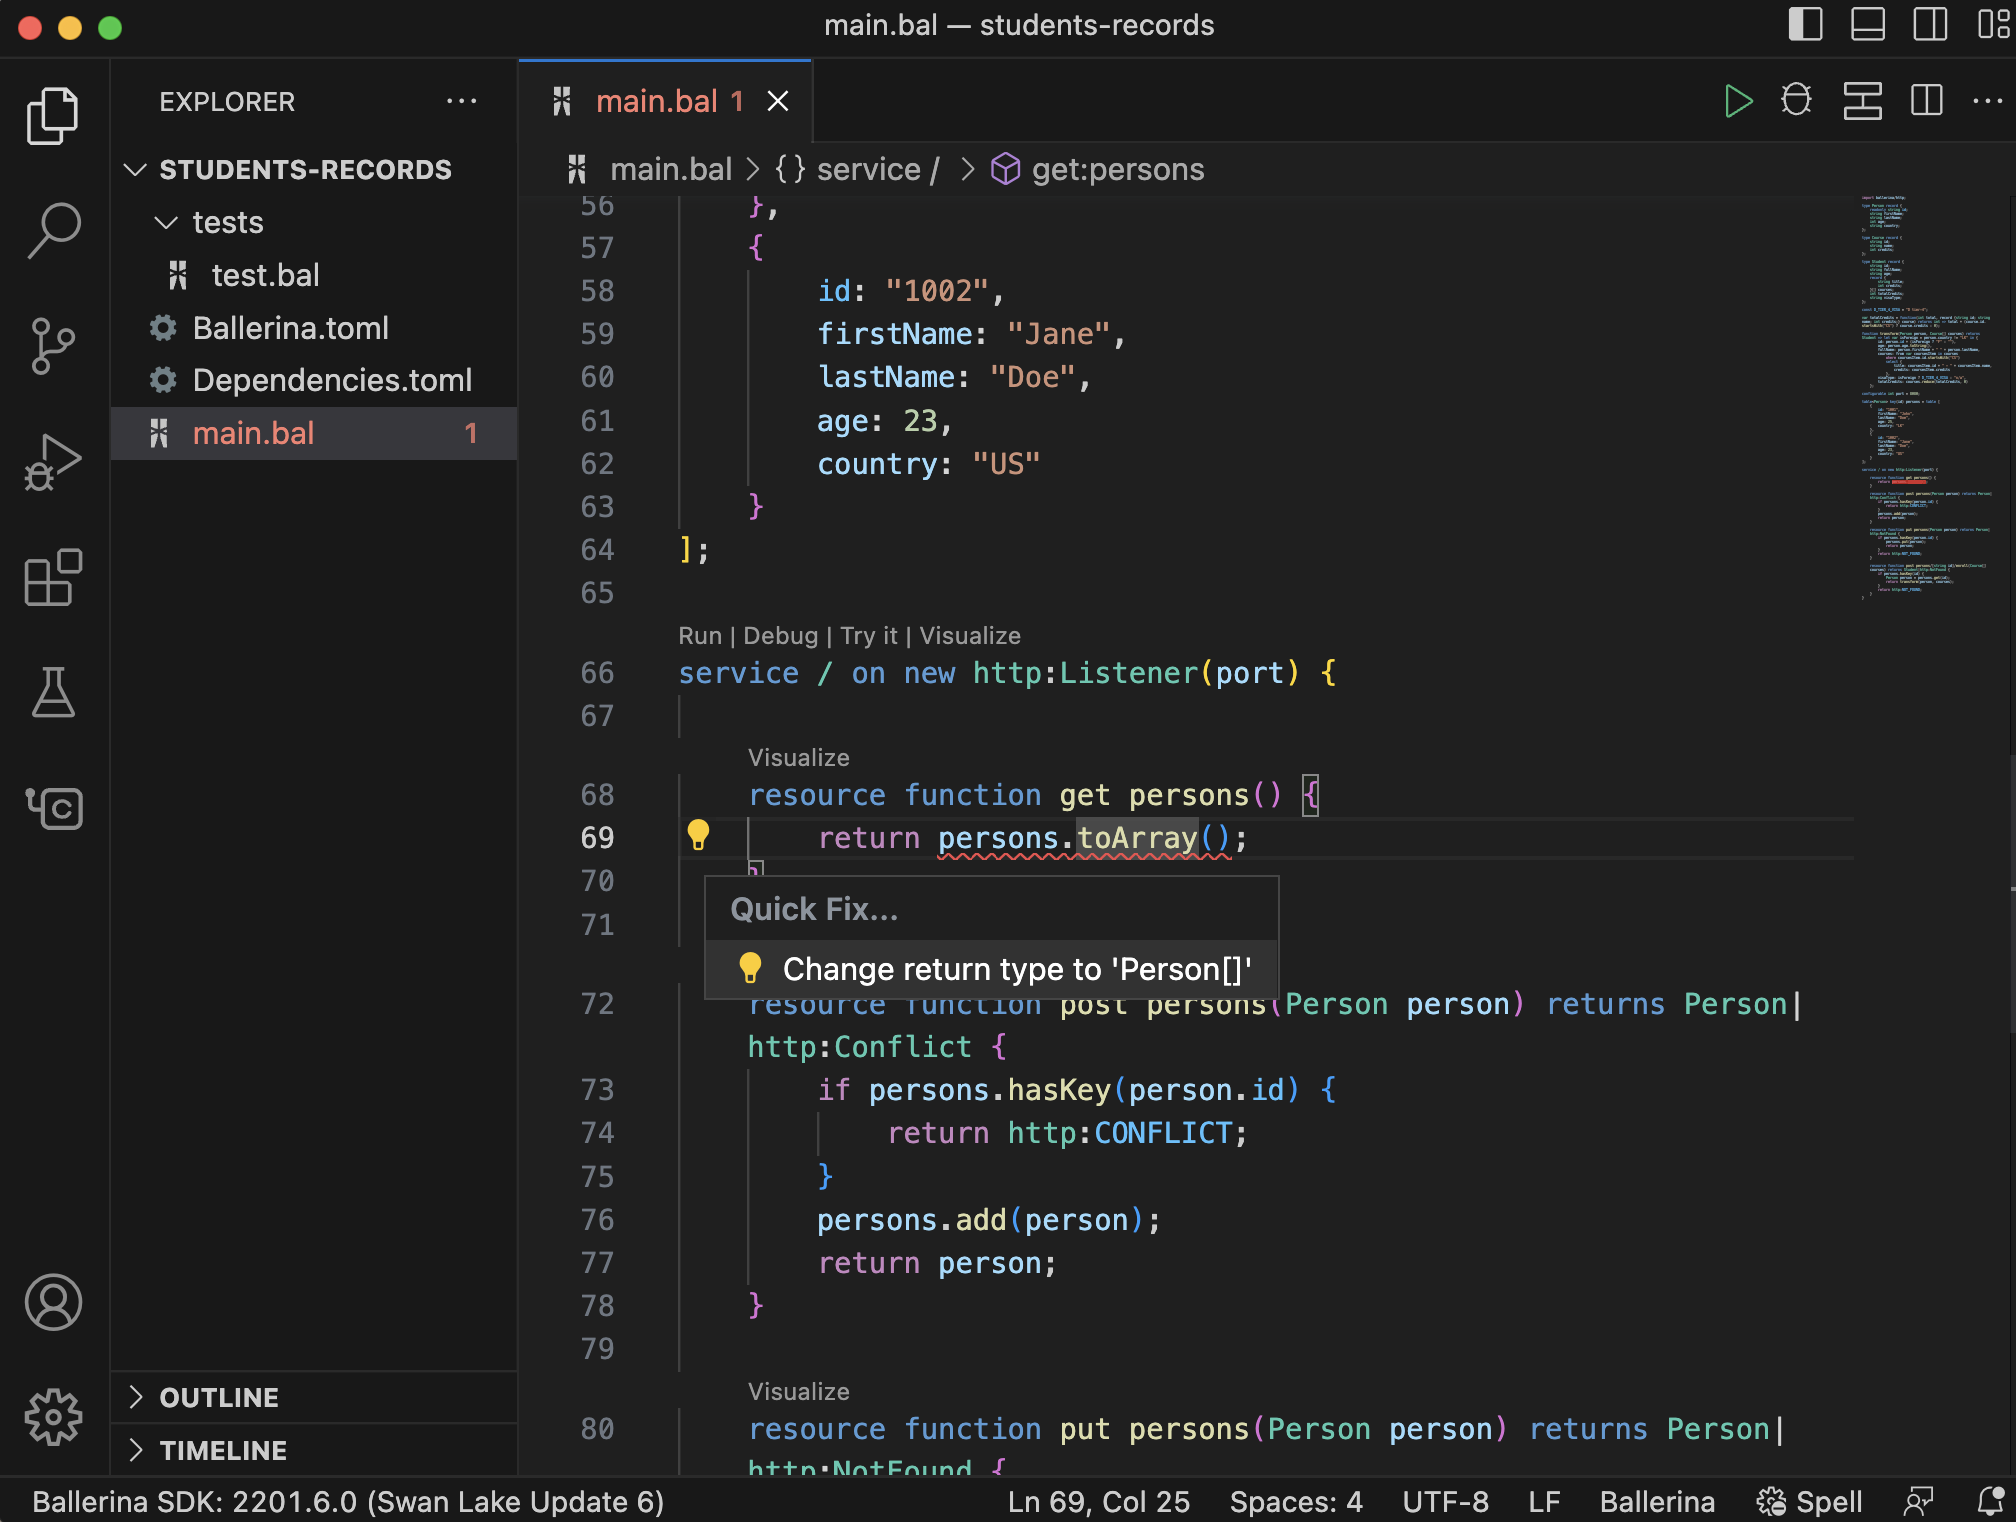 main.bal — students-records
EXPLORER
STUDENTS-RECORDS
tests
test.bal
Ballerina.toml
Dependencies.toml
main.bal 1
OUTLINE
TIMELINE
main.bal 1
main.bal > {} service / > get:persons
56 },
57 {
58 id: "1002",
59 firstName: "Jane",
60 lastName: "Doe",
61 age: 23,
62 country: "US"
63 }
64 ];
65
Run | Debug | Try it | Visualize
66 service / on new http:Listener(port) {
67
Visualize
68 resource function get persons() {
69 return persons.toArray();
70 }
71
Quick Fix...
Change return type to 'Person[]'
72 resource function post persons(Person person) returns Person|
http:Conflict {
73 if persons.hasKey(person.id) {
74 return http:CONFLICT;
75 }
76 persons.add(person);
77 return person;
78 }
79
Visualize
80 resource function put persons(Person person) returns Person|
http:NotFound {
Ballerina SDK: 2201.6.0 (Swan Lake Update 6) Ln 69, Col 25 Spaces: 4 UTF-8 LF Ballerina Spell